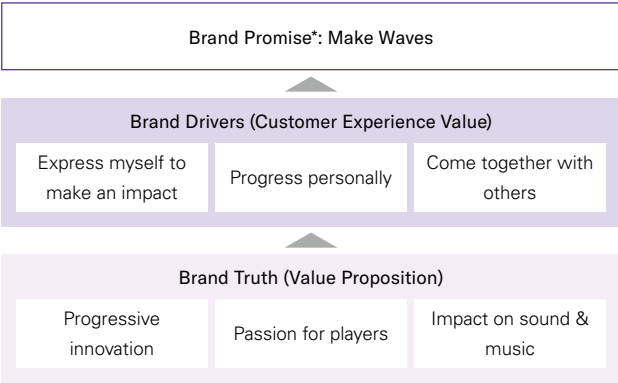 Brand Promise*: Make Waves
Brand Drivers (Customer Experience Value)
Express myself to
make an impact
Progress personally
Come together with
others
Brand Truth (Value Proposition)
Progressive
innovation
Passion for players
Impact on sound &
music